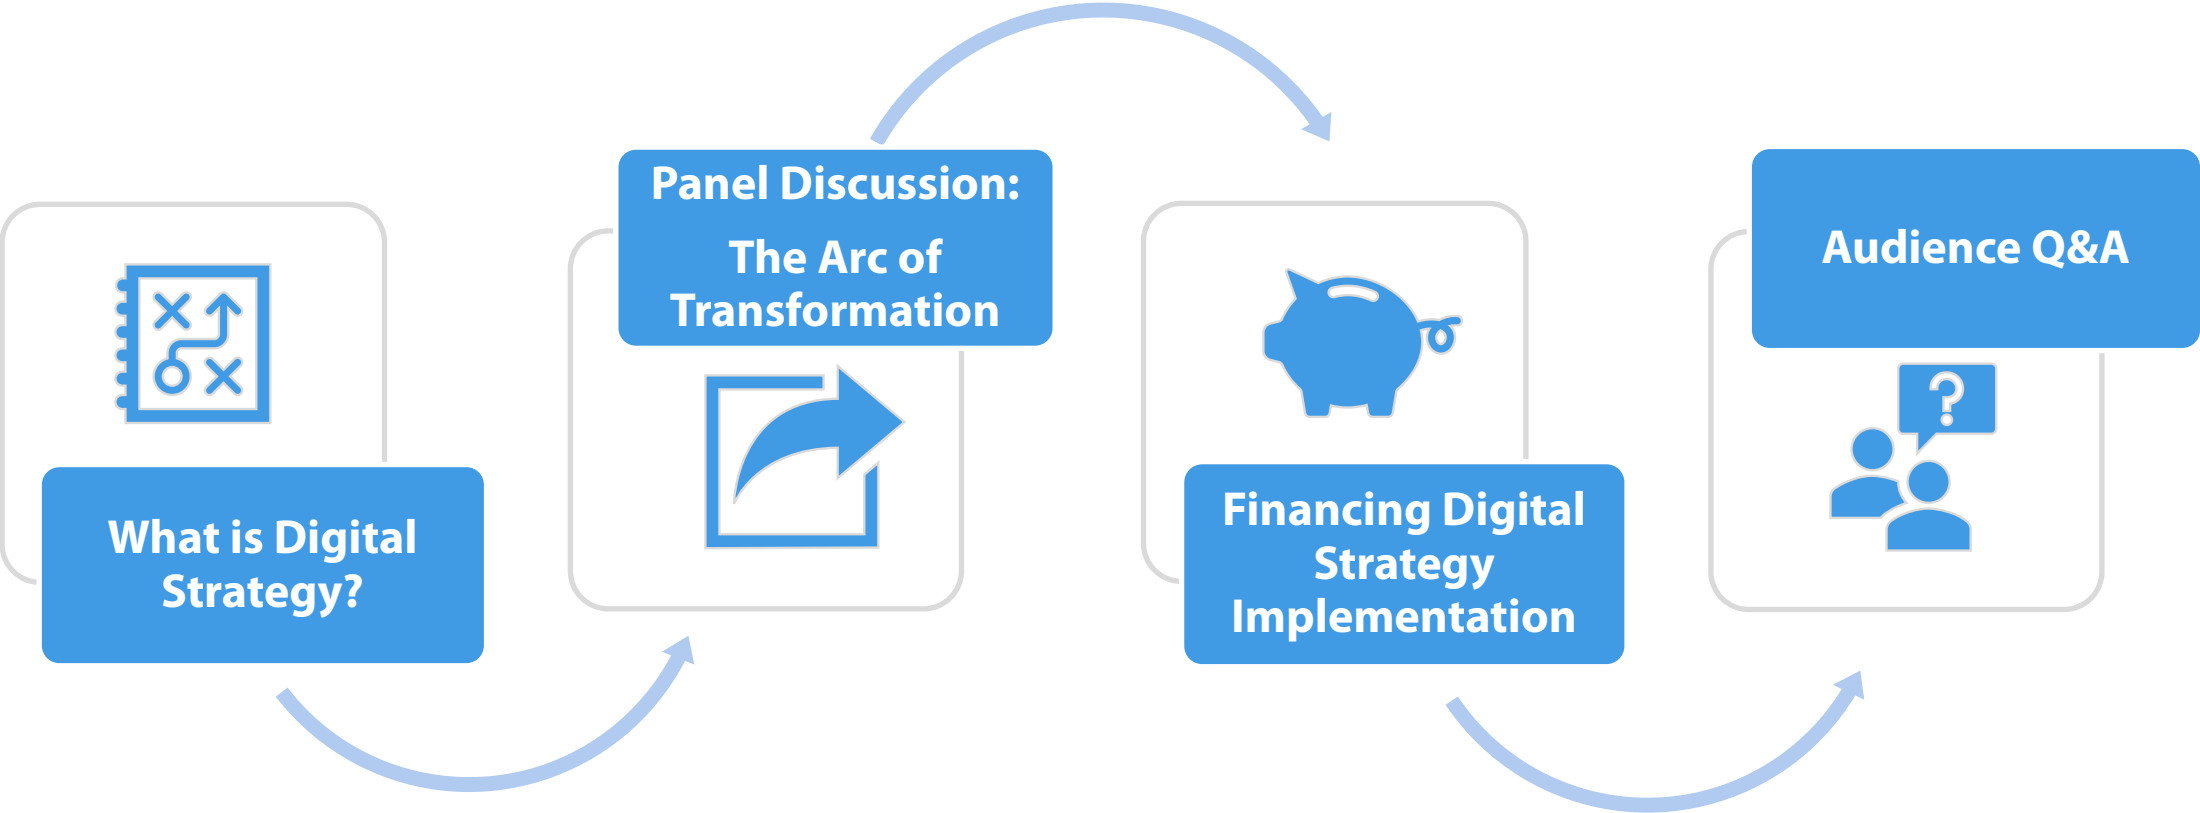 What is Digital
Strategy?
Panel Discussion:
The Arc of
Transformation
Financing Digital
Strategy
Implementation
Audience Q&A
?